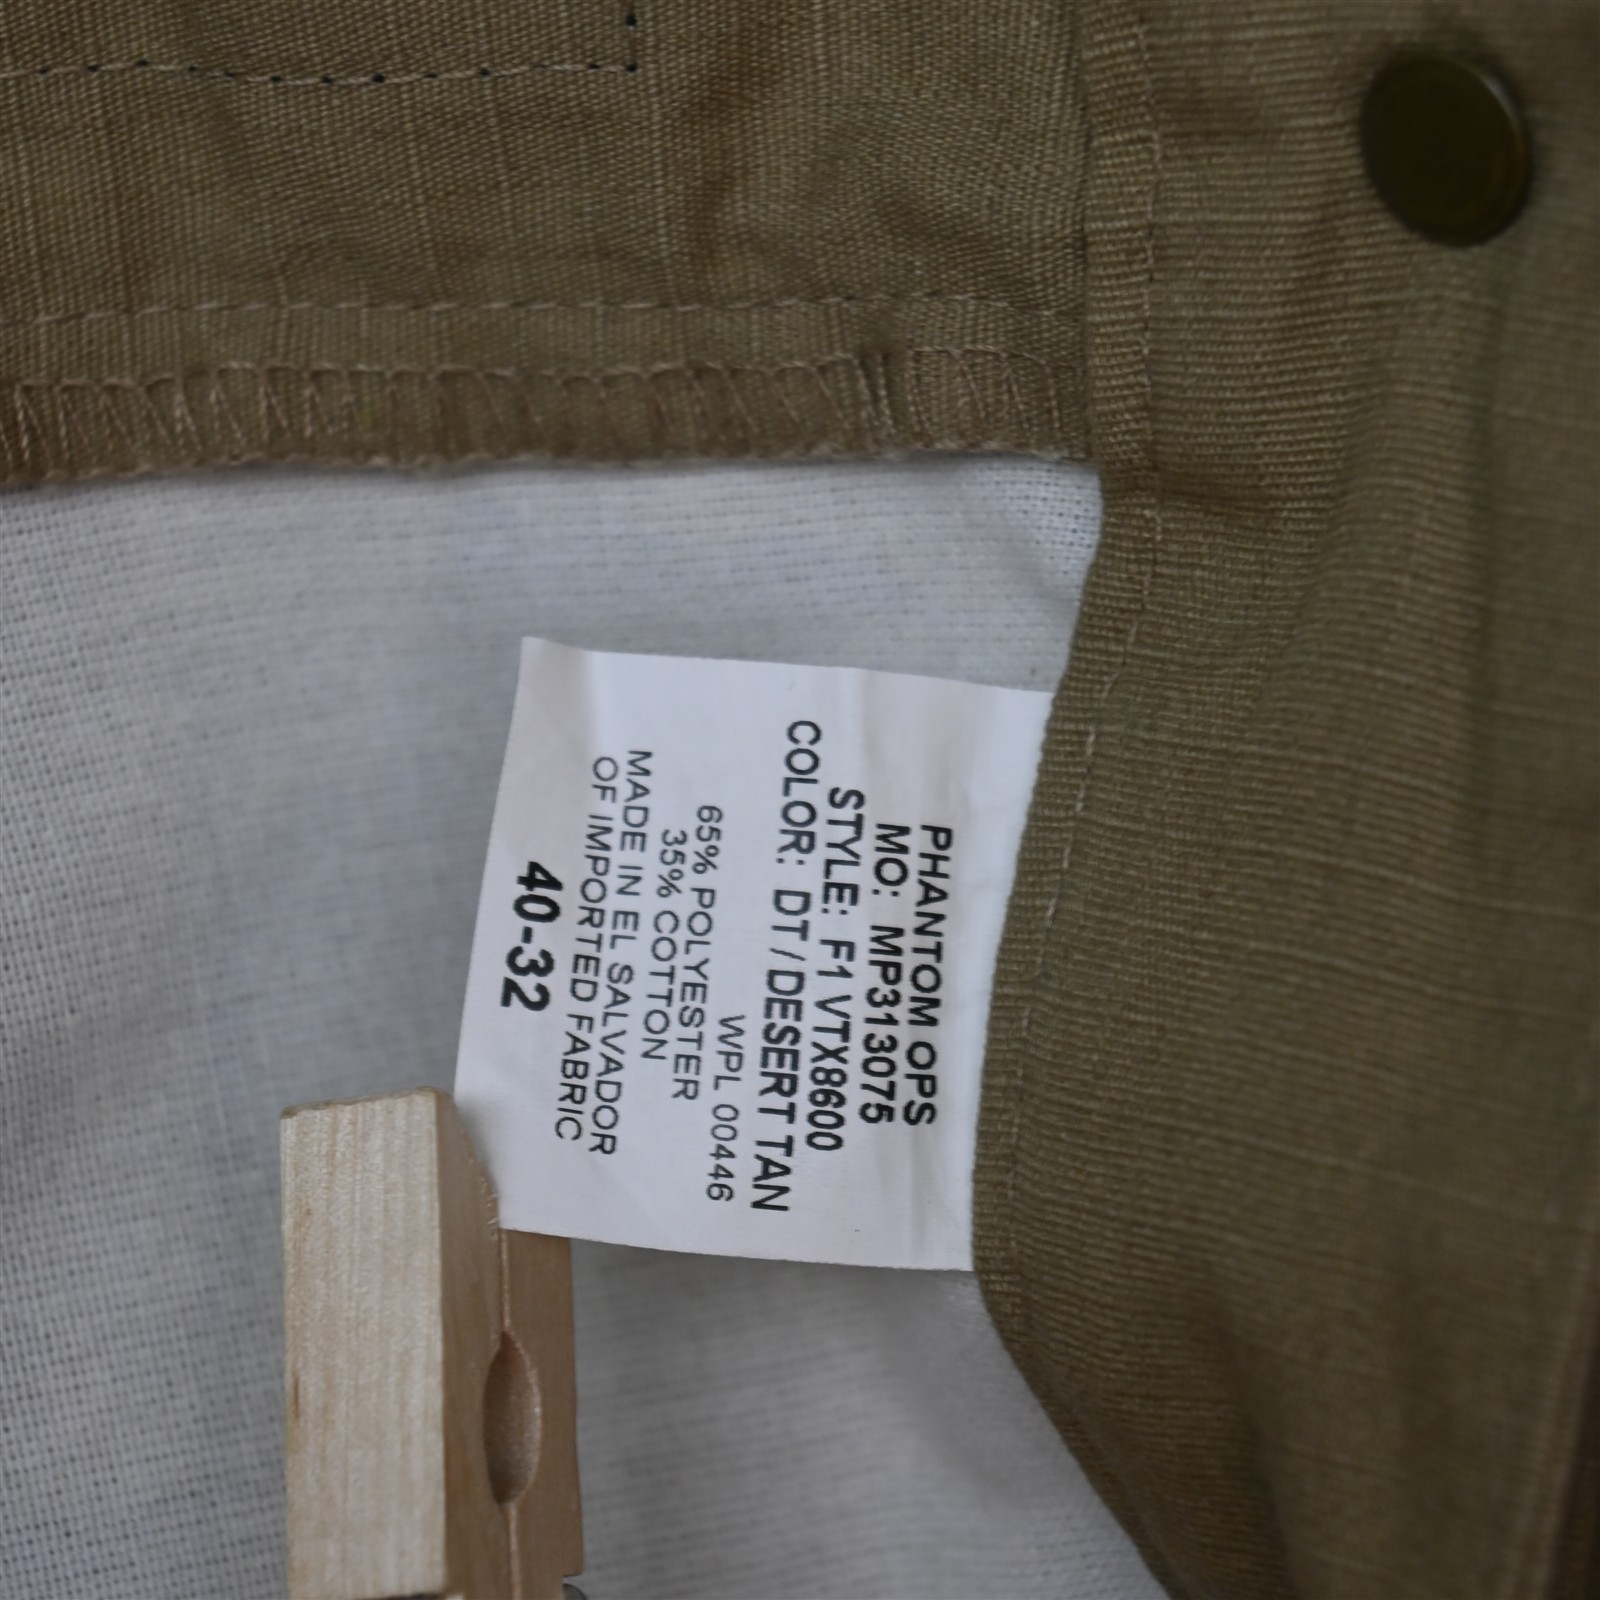 PHANTOM OPS
MO: MP313075
STYLE: F1 VTX8600
COLOR: DT / DESERT TAN
WPL 00446
65% POLYESTER
35% COTTON
MADE IN EL SALVADOR
OF IMPORTED FABRIC
40-32